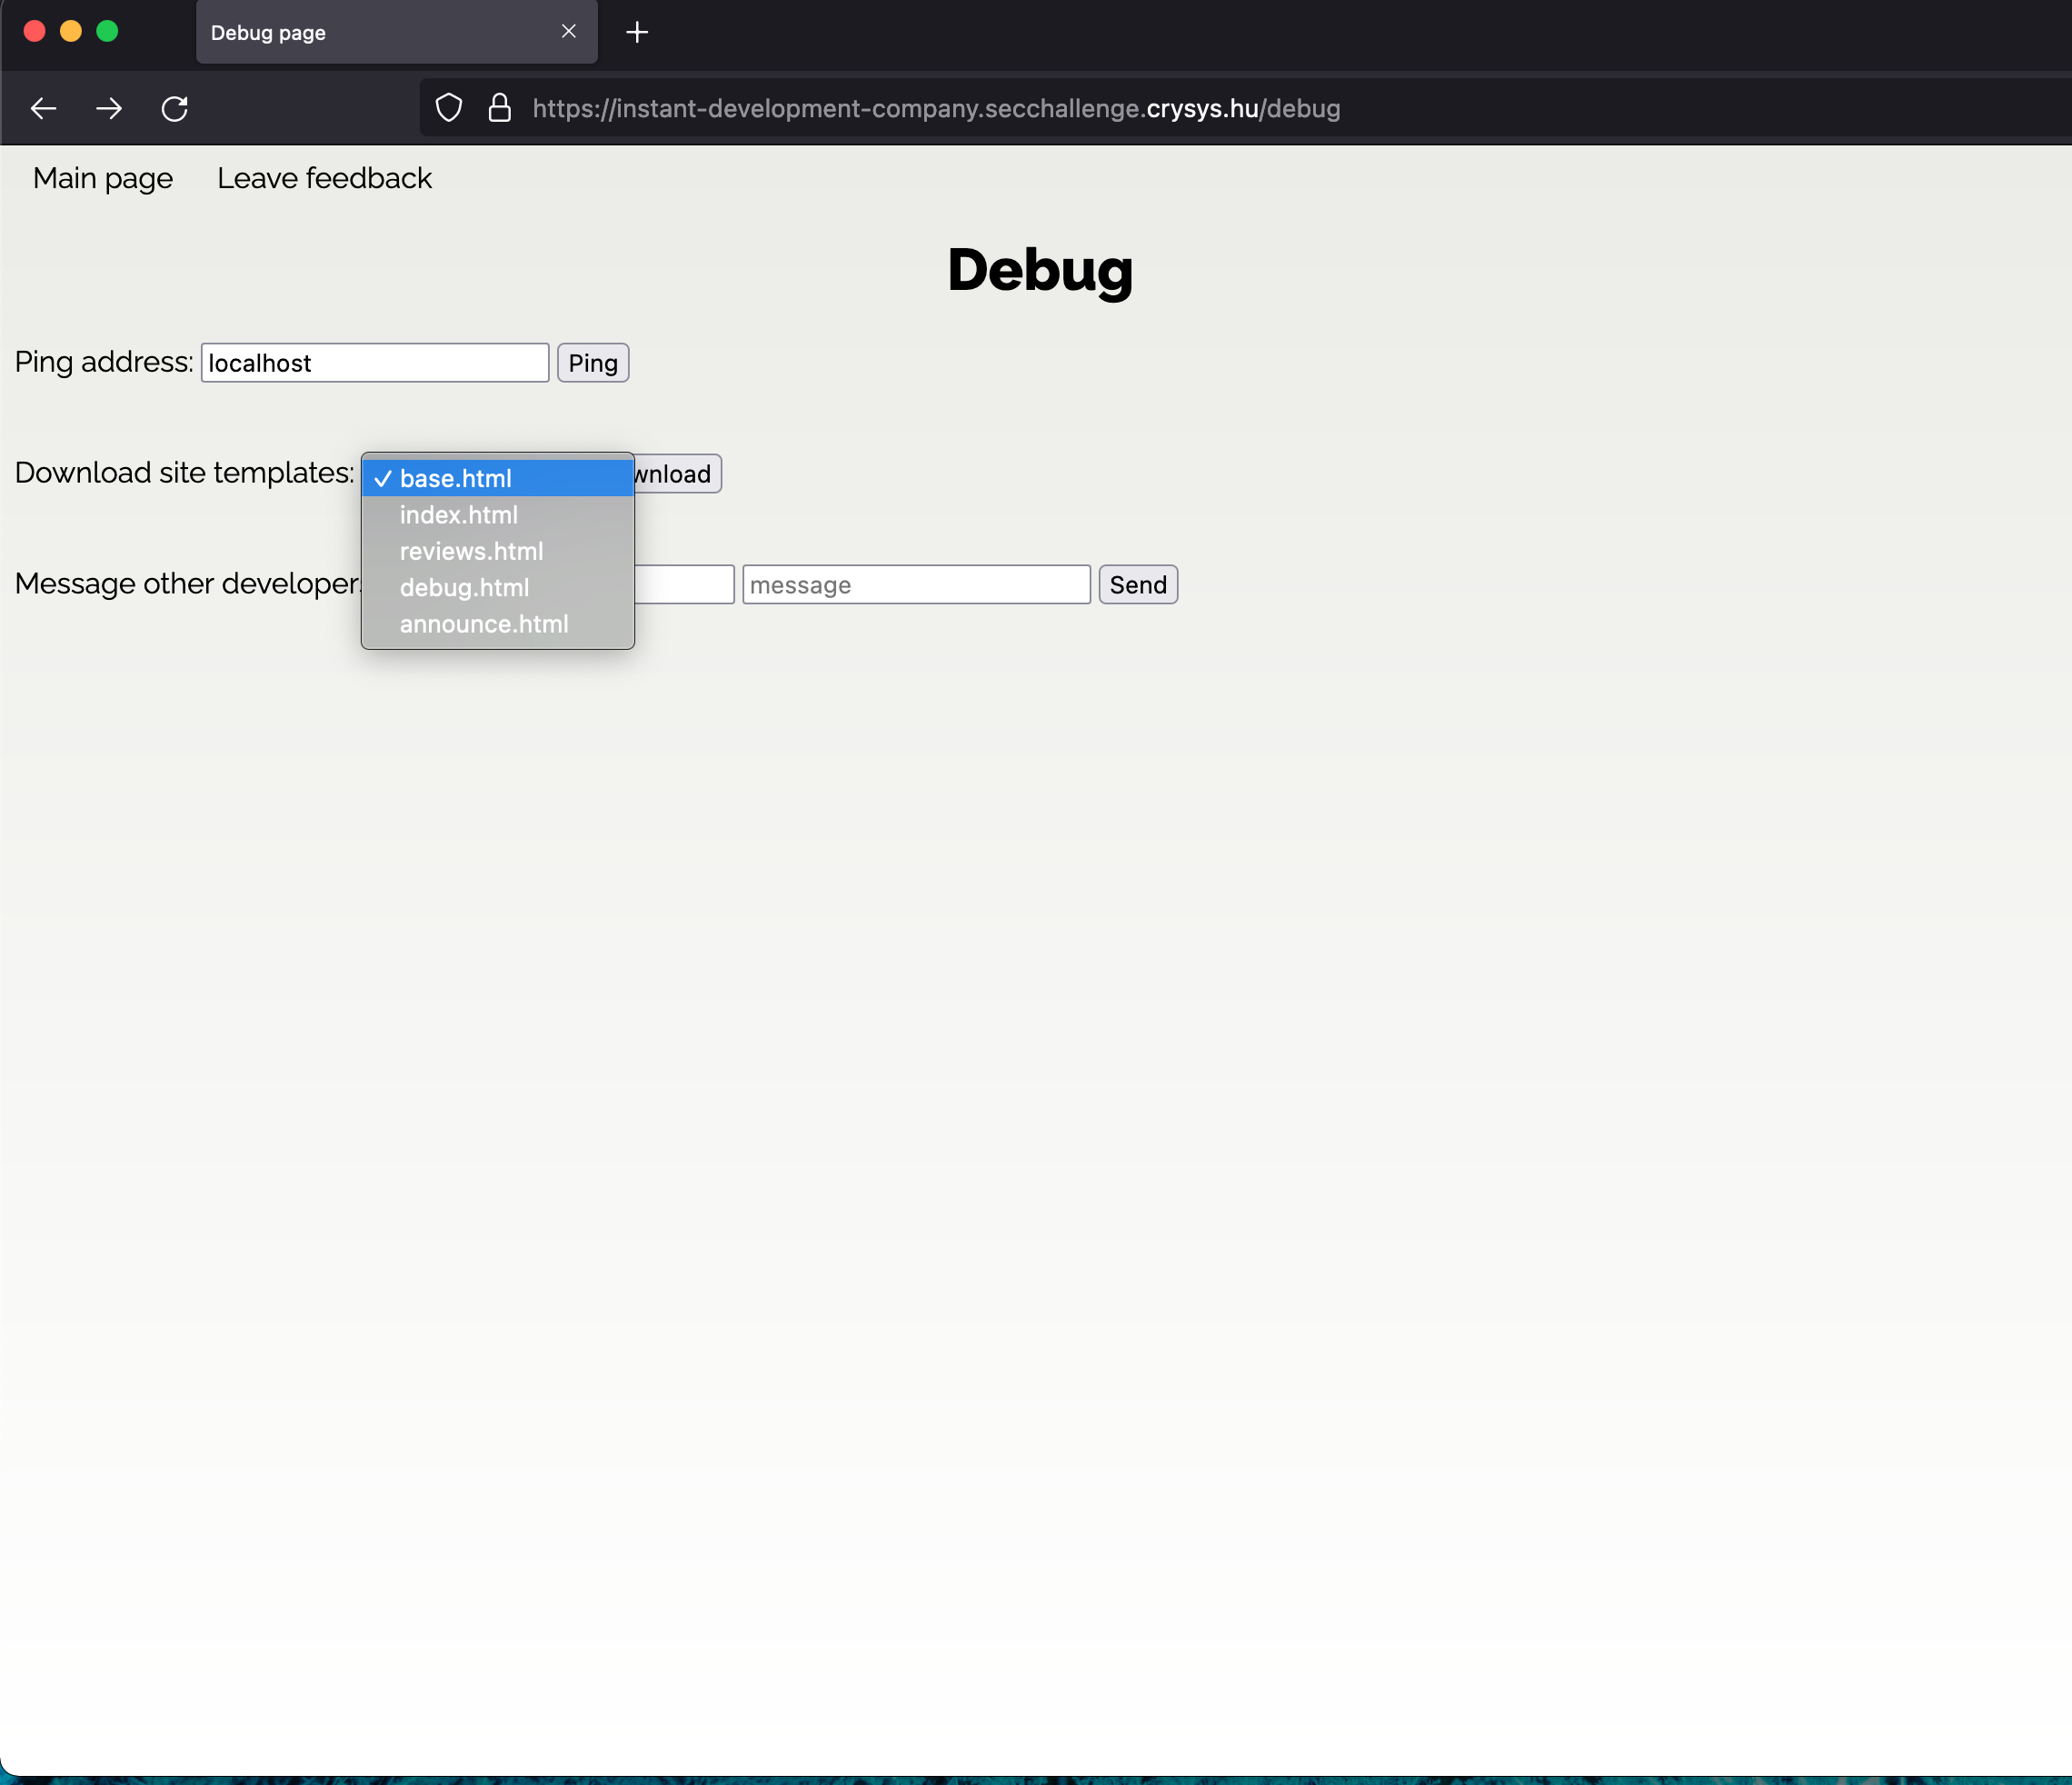 Debug page
https://instant-development-company.secchallenge.crysys.hu/debug
Main page Leave feedback
Debug
Ping address: localhost Ping
Download site templates: base.html wnload
index.html
reviews.html
debug.html
announce.html
Message other developers message Send